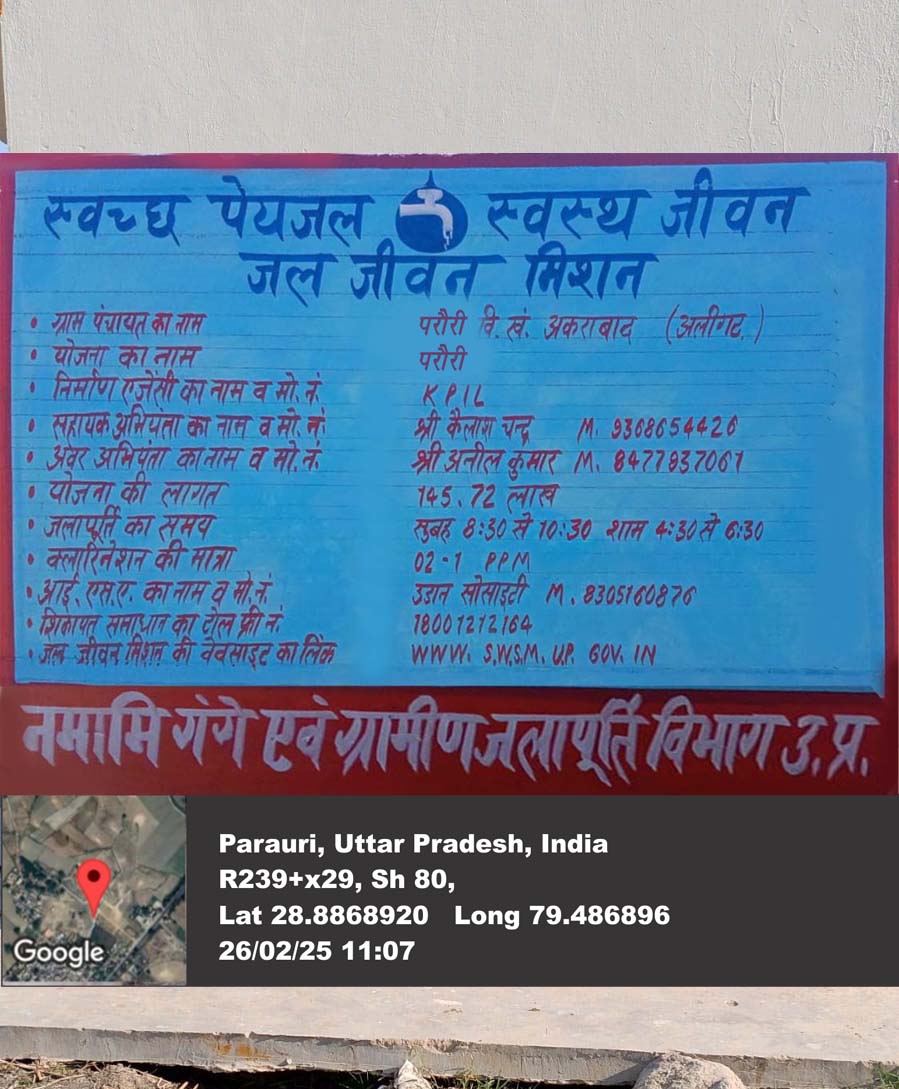 स्वच्छ पेयजल स्वस्थ जीवन
जल जीवन मिशन
• ग्राम पंचायत का नाम परौरी वि. खं. अकराबाद (अलीगढ़)
• योजना का नाम परौरी
• निर्माण एजेंसी का नाम व मो. नं. KPIL
• सहायक अभियंता का नाम व मो. नं. श्री कैलाश चन्द्र M. 9368654426
• अवर अभियंता का नाम व मो. नं. श्री अनील कुमार M. 8477837061
• योजना की लागत 145.72 लाख
• जलापूर्ति का समय सुबह 8:30 से 10:30 शाम 4:30 से 6:30
• क्लारिनेशन की मात्रा 02-1 PPM
• आई. एस.ए. का नाम व मो. नं. उडान सोसाइटी M. 8305160876
• शिकायत समाधान का टोल फ्री नं. 18001212164
• जल जीवन मिशन की वेबसाइट का लिंक WWW. S.W.S.M. U.P. GOV. IN
नमामि गंगे एवं ग्रामीण जलापूर्ति विभाग उ. प्र.
Parauri, Uttar Pradesh, India
R239+x29, Sh 80,
Lat 28.8868920 Long 79.486896
26/02/25 11:07
Google